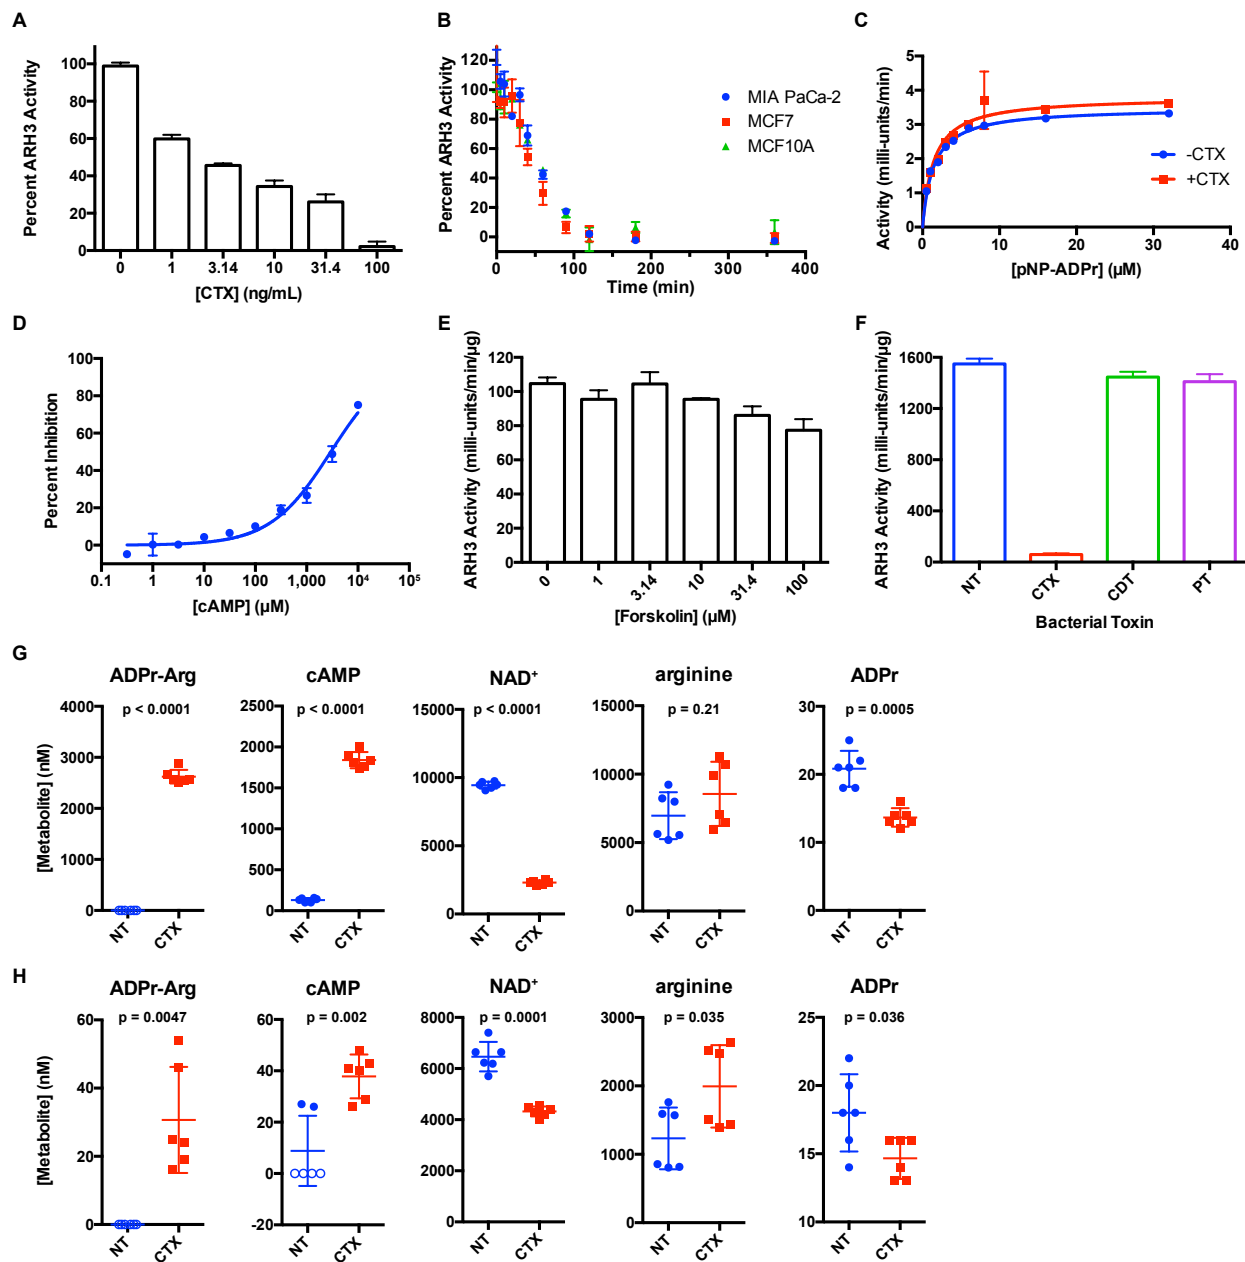 A
Percent ARH3 Activity
100
80
60
40
20
0
0 1 3.14 10 31.4 100
[CTX] (ng/mL)
B
Percent ARH3 Activity
120
100
80
60
40
20
0
0 100 200 300 400
Time (min)
MIA PaCa-2
MCF7
MCF10A
C
Activity (milli-units/min)
5
4
3
2
1
0
0 10 20 30 40
[pNP-ADPr] (µM)
-CTX
+CTX
D
Percent Inhibition
100
80
60
40
20
0
0.1 1 10 100 1,000 10⁴ 10⁵
[cAMP] (µM)
E
ARH3 Activity (milli-units/min/µg)
120
100
80
60
40
20
0
0 1 3.14 10 31.4 100
[Forskolin] (µM)
F
ARH3 Activity (milli-units/min/µg)
1600
1200
800
400
0
NT CTX CDT PT
Bacterial Toxin
G
[Metabolite] (nM)
ADPr-Arg
p < 0.0001
4000
3000
2000
1000
0
NT CTX
cAMP
p < 0.0001
2500
2000
1500
1000
500
0
NT CTX
NAD⁺
p < 0.0001
15000
10000
5000
0
NT CTX
arginine
p = 0.21
15000
10000
5000
0
NT CTX
ADPr
p = 0.0005
30
20
10
0
NT CTX
H
[Metabolite] (nM)
ADPr-Arg
p = 0.0047
60
40
20
0
NT CTX
cAMP
p = 0.002
60
40
20
0
-20
NT CTX
NAD⁺
p = 0.0001
8000
6000
4000
2000
0
NT CTX
arginine
p = 0.035
3000
2000
1000
0
NT CTX
ADPr
p = 0.036
25
20
15
10
NT CTX